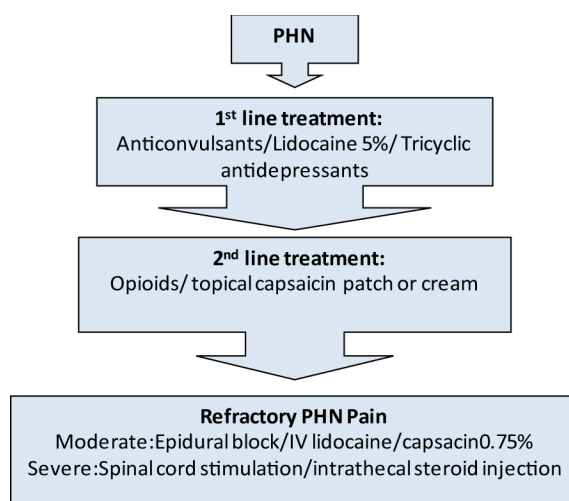 PHN
1st line treatment:
Anticonvulsants/Lidocaine 5%/ Tricyclic
antidepressants
2nd line treatment:
Opioids/ topical capsaicin patch or cream
Refractory PHN Pain
Moderate:Epidural block/IV lidocaine/capsacin0.75%
Severe:Spinal cord stimulation/intrathecal steroid injection